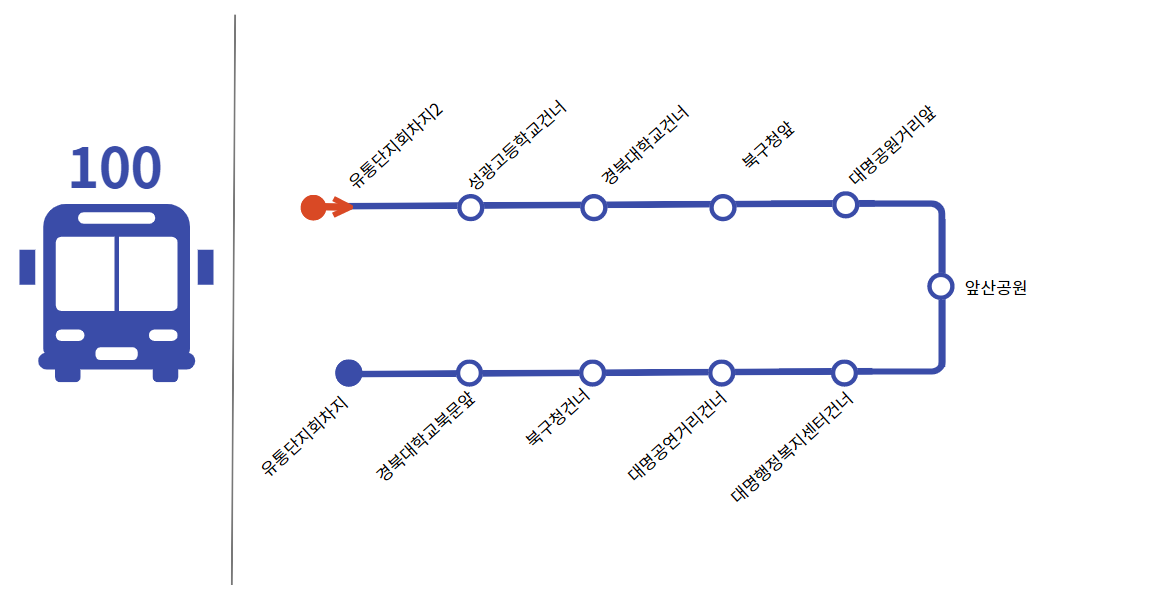 100
유통단지회차지2
성광고등학교건너
경북대학교건너
북구청앞
대명공원거리앞
앞산공원
유통단지회차지
경북대학교북문앞
북구청건너
대명공연거리건너
대명행정복지센터건너